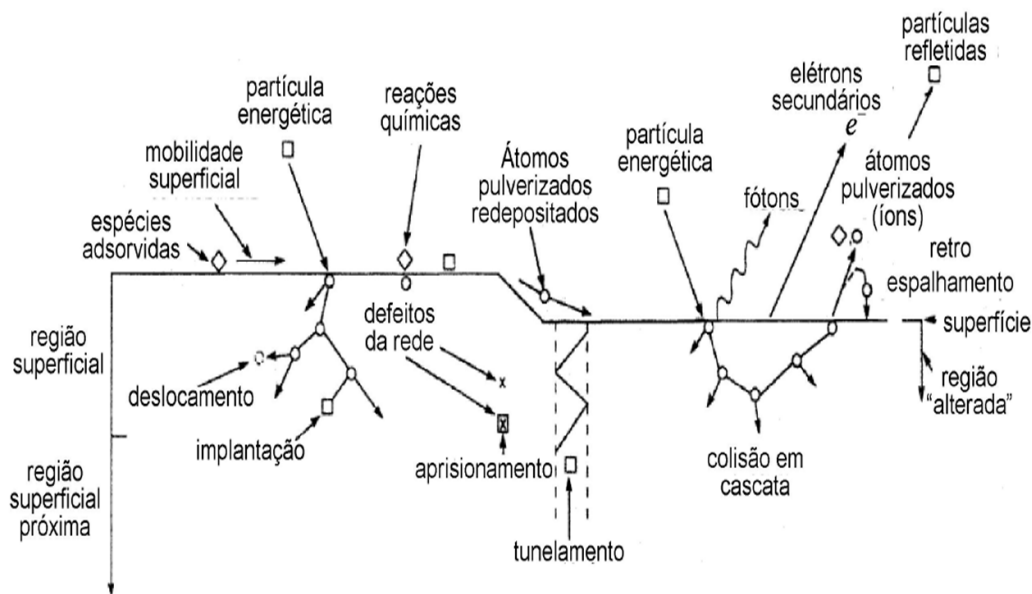 partículas
refletidas
elétrons
secundários
e-
partícula
energética
reações
químicas
mobilidade
superficial
Átomos
pulverizados
redepositados
partícula
energética
fótons
átomos
pulverizados
(íons)
espécies
adsorvidas
retro
espalhamento
superfície
região
superficial
defeitos
da rede
deslocamento
implantação
aprisionamento
região
“alterada”
colisão em
cascata
região
superficial
próxima
tunelamento